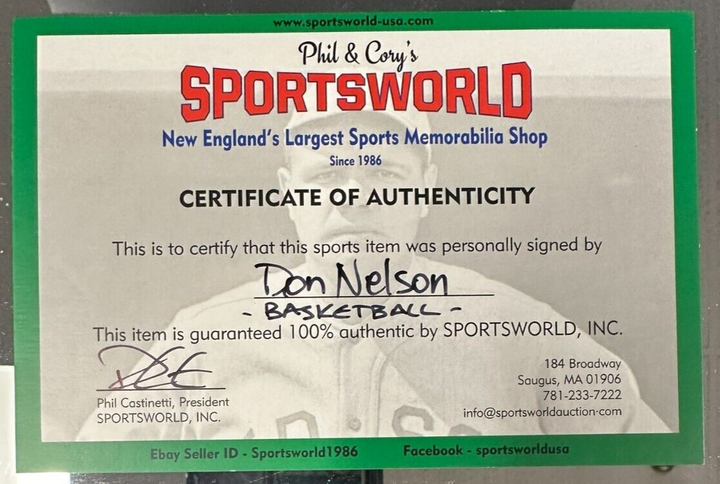 www.sportsworld-usa.com
Phil & Cory's
SPORTSWORLD
New England's Largest Sports Memorabilia Shop
Since 1986
CERTIFICATE OF AUTHENTICITY
This is to certify that this sports item was personally signed by
Don Nelson
- BASKETBALL -
This item is guaranteed 100% authentic by SPORTSWORLD, INC.
Phil Castinetti, President
SPORTSWORLD, INC.
184 Broadway
Saugus, MA 01906
781-233-7222
info@sportsworldauction.com
Ebay Seller ID - Sportsworld1986
Facebook - sportsworldusa